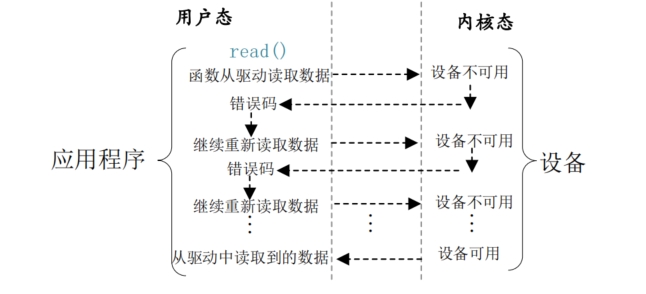 用户态 内核态
read()
函数从驱动读取数据 设备不可用
错误码
应用程序
继续重新读取数据 设备不可用
错误码
设备
继续重新读取数据 设备不可用
从驱动中读取到的数据 设备可用